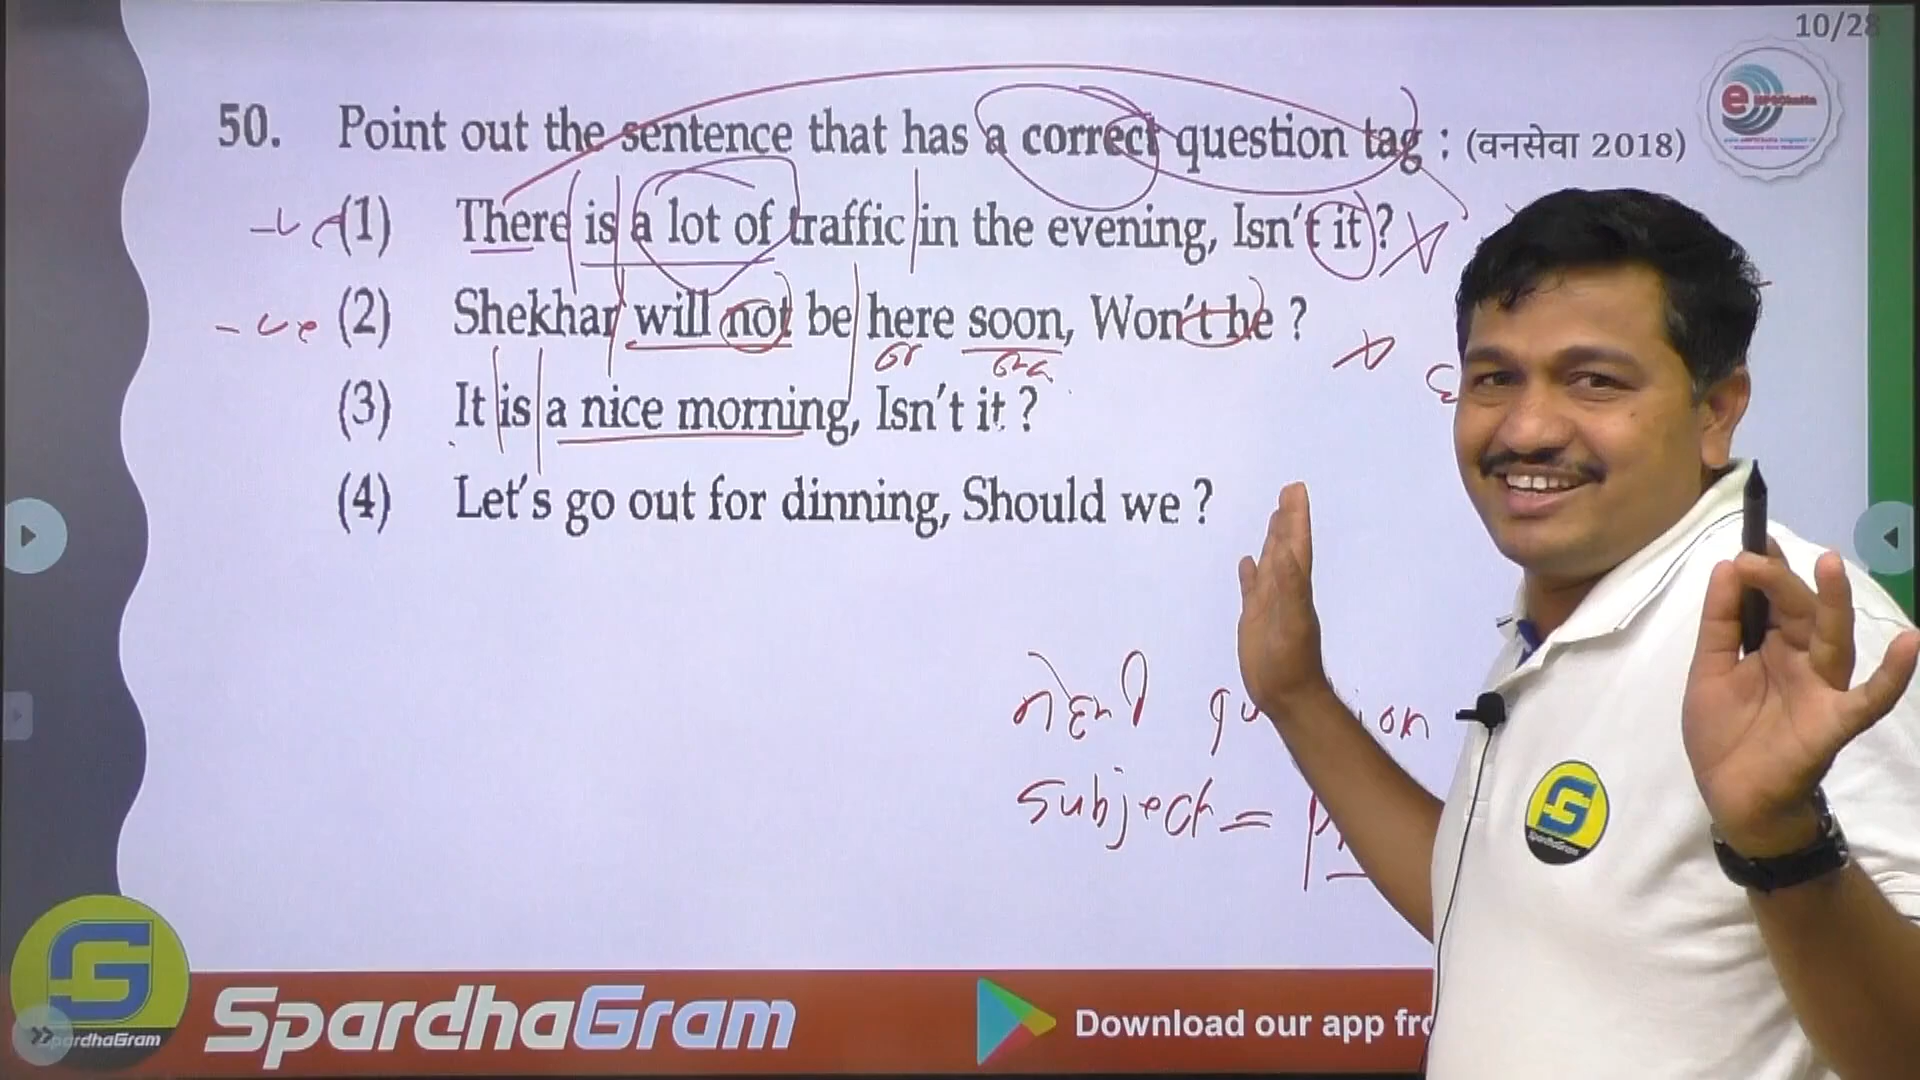 10/28
50. Point out the sentence that has a correct question tag : (वनसेवा 2018)
(1) There is a lot of traffic in the evening, Isn't it ?
-ve (2) Shekhar will not be here soon, Won't he ?
(3) It is a nice morning, Isn't it ?
(4) Let's go out for dinning, Should we ?
subject =
SpardhaGram
SpardhaGram
SpardhaGram
Download our app